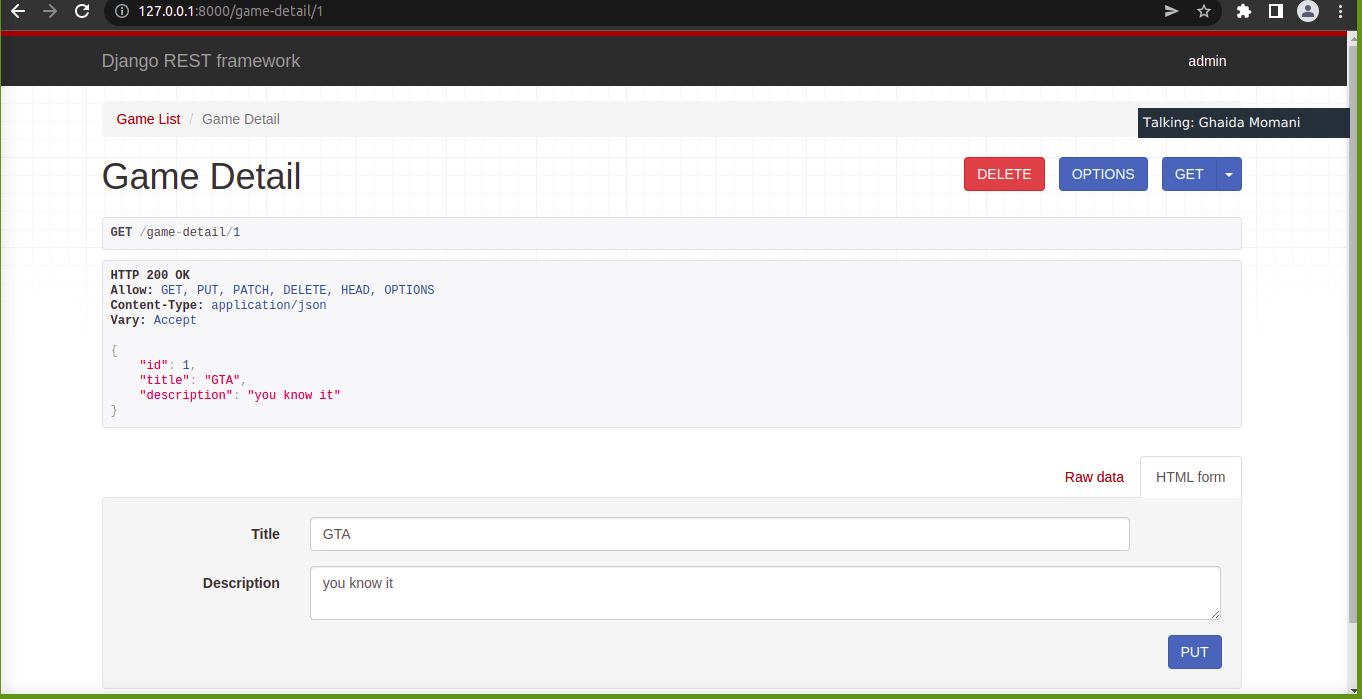 127.0.0.1:8000/game-detail/1
Django REST framework
admin
Game List / Game Detail
Talking: Ghaida Momani
Game Detail
DELETE
OPTIONS
GET
GET /game-detail/1
HTTP 200 OK
Allow: GET, PUT, PATCH, DELETE, HEAD, OPTIONS
Content-Type: application/json
Vary: Accept
{
    "id": 1,
    "title": "GTA",
    "description": "you know it"
}
Raw data
HTML form
Title
GTA
Description
you know it
PUT